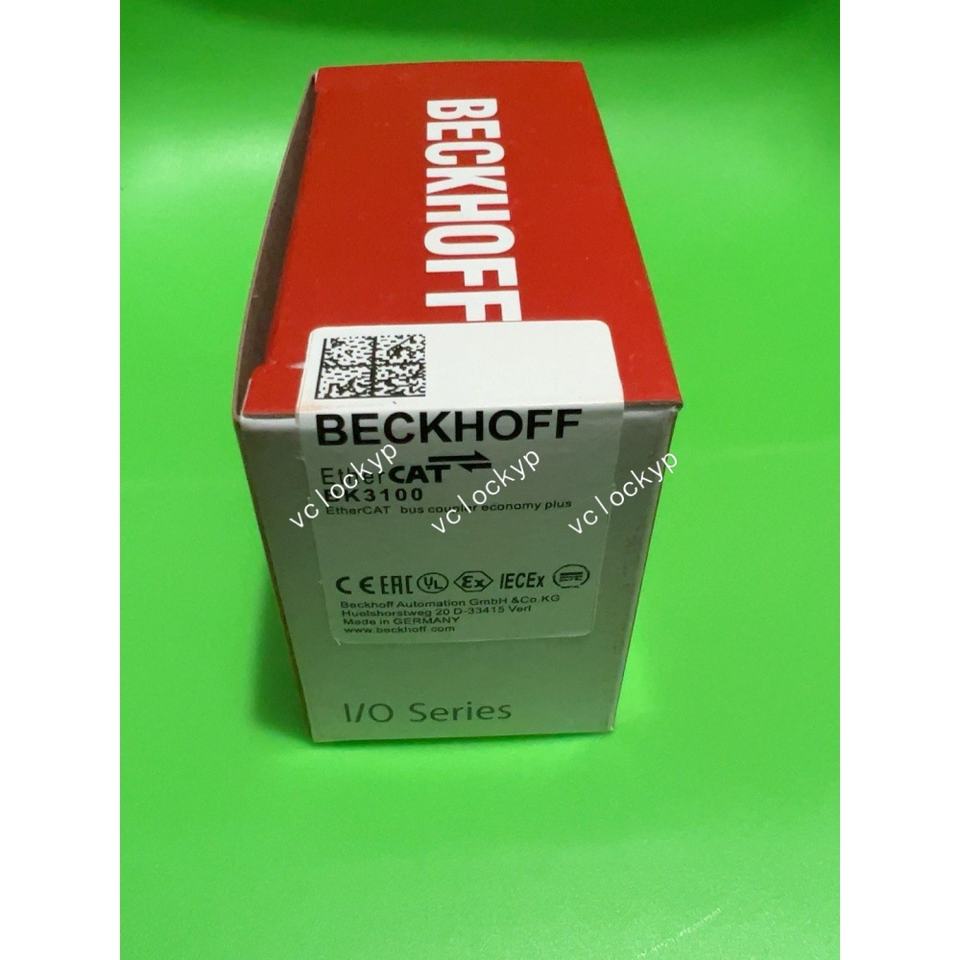 BECKHOFF
BECKHOFF
EtherCAT
BK3100
EtherCAT bus coupler economy plus
vclockyp
vclockyp
vclockyp
CE EAC UL Ex IECEx
Beckhoff Automation GmbH &Co.KG
Huelshorstweg 20 D-33415 Verl
Made in GERMANY
www.beckhoff.com
I/O Series